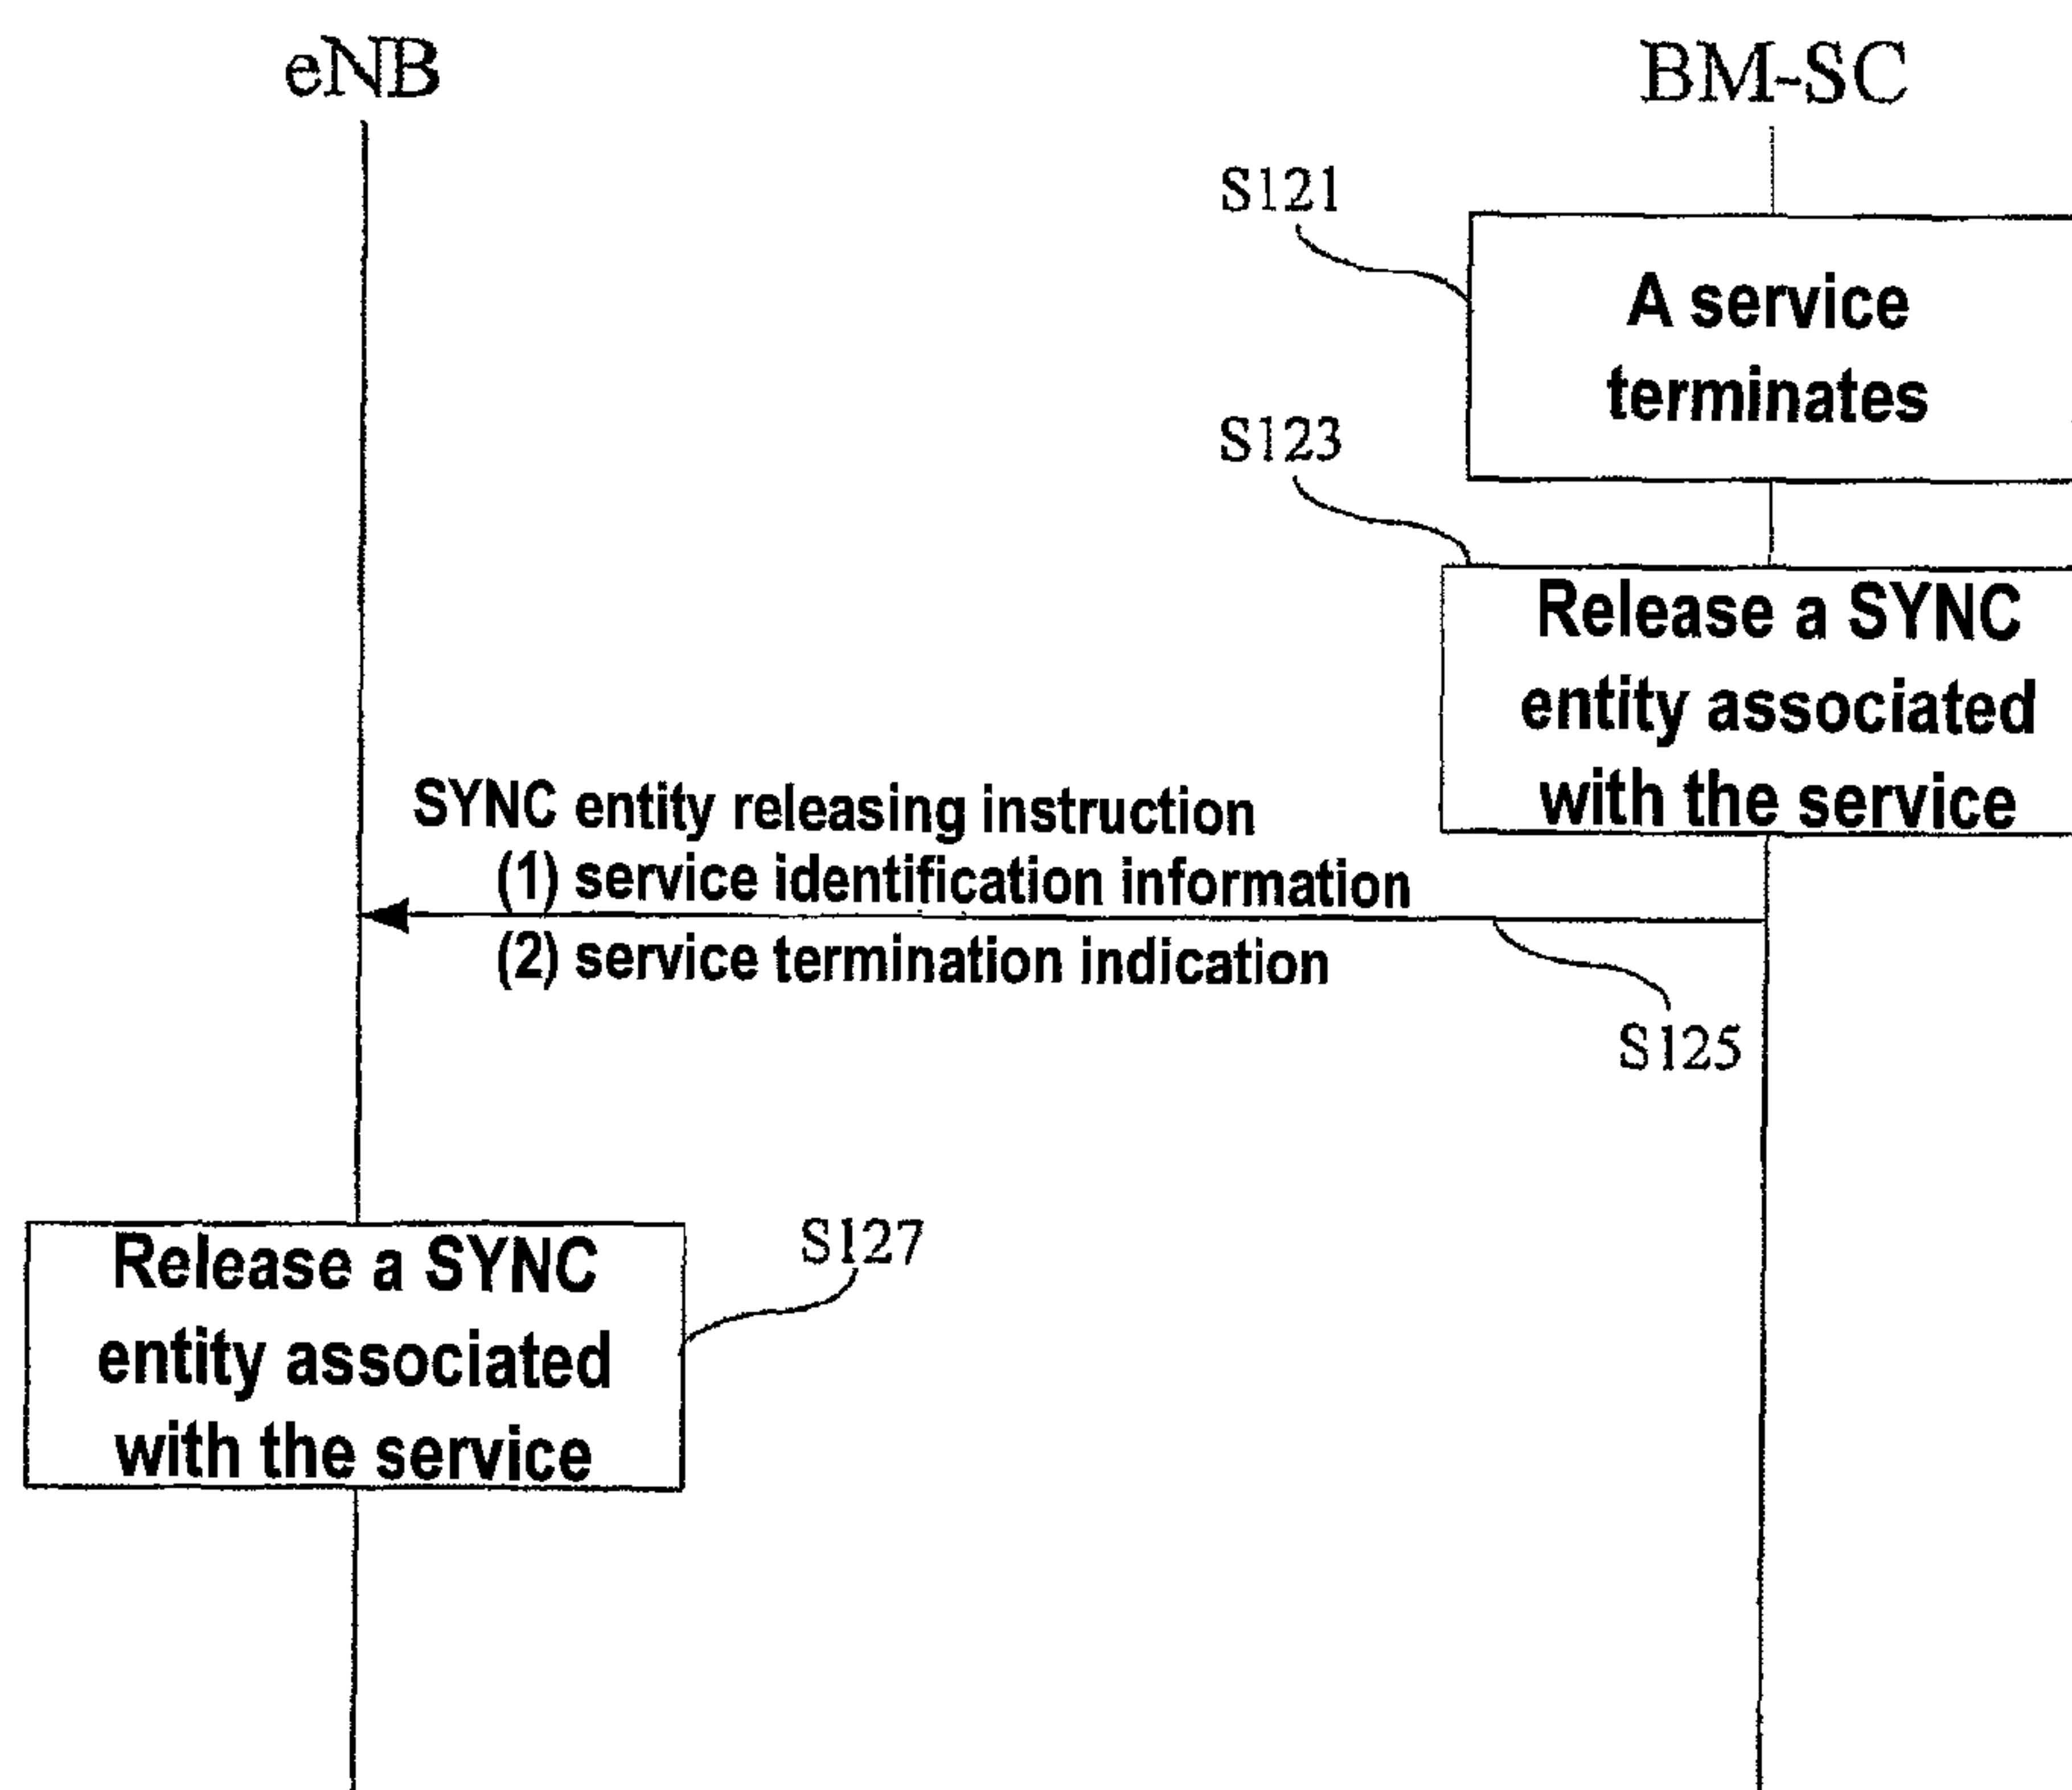 eNB
BM-SC
S121
A service
terminates
S123
Release a SYNC
entity associated
with the service
SYNC entity releasing instruction
(1) service identification information
(2) service termination indication
S125
S127
Release a SYNC
entity associated
with the service